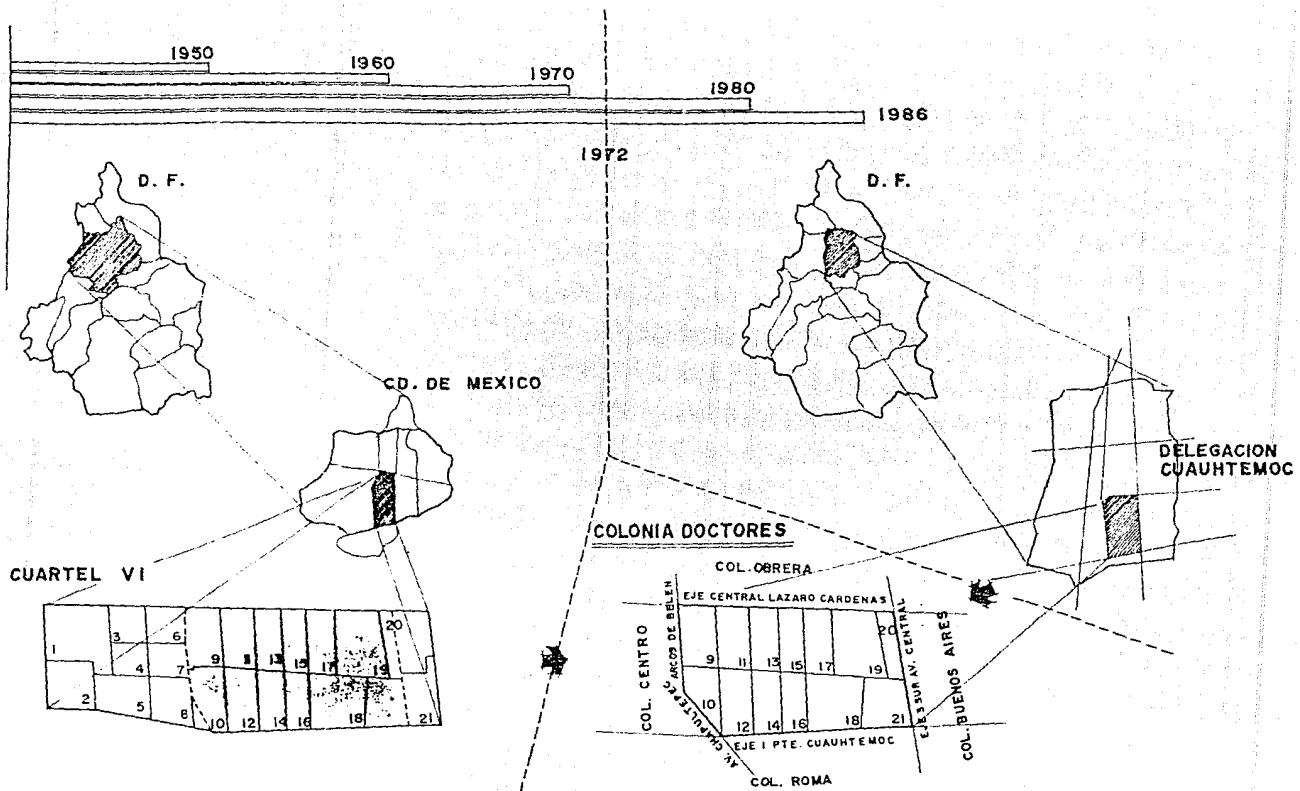 1950
1960
1970
1980
1986
1972
D. F.
D. F.
CD. DE MEXICO
DELEGACION
CUAUHTEMOC
CUARTEL VI
1
2
3
4
5
6
7
8
9
10
11
12
13
14
15
16
17
18
19
20
21
COLONIA DOCTORES
COL. OBRERA
EJE CENTRAL LAZARO CARDENAS
COL. CENTRO
ARCOS DE BELEN
AV. CHAPULTEPEC
9
10
11
12
13
14
15
16
17
18
19
20
21
EJE 3 SUR AV. CENTRAL
COL. BUENOS AIRES
EJE I PTE. CUAUHTEMOC
COL. ROMA